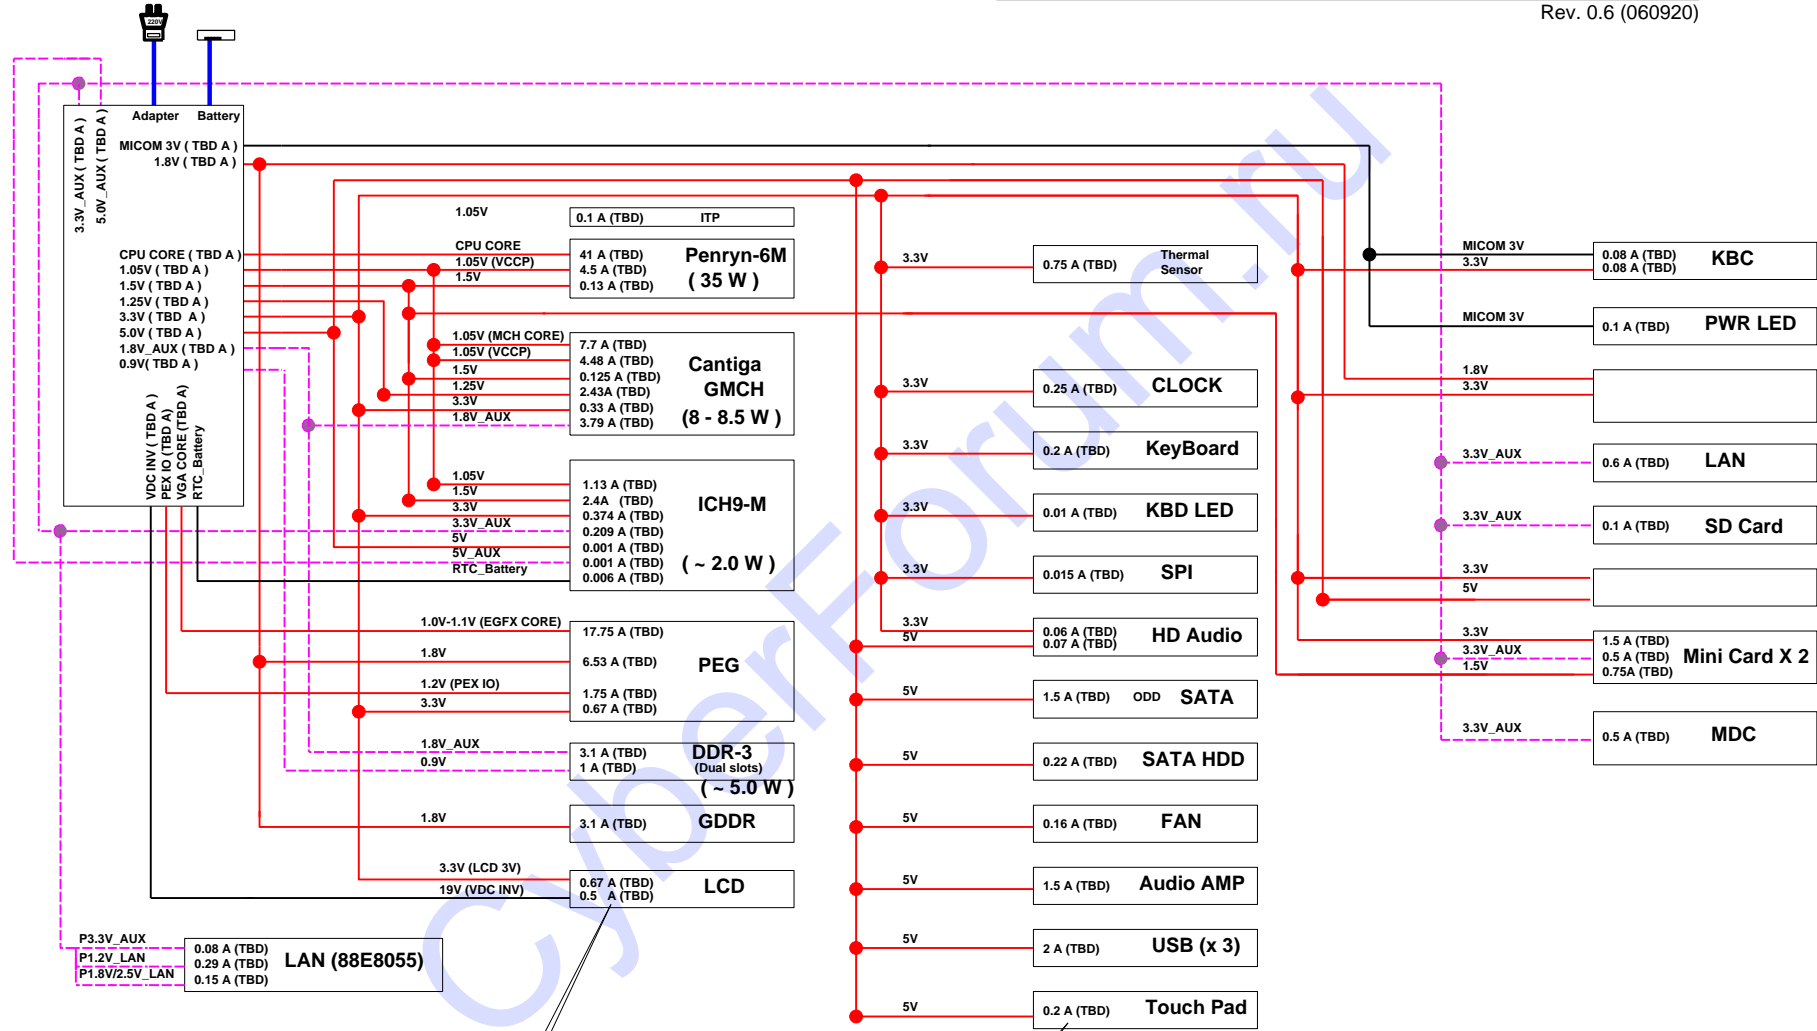 Rev. 0.6 (060920)
220V
Adapter
Battery
3.3V_AUX ( TBD A )
5.0V_AUX ( TBD A )
MICOM 3V ( TBD A )
1.8V ( TBD A )
CPU CORE ( TBD A )
1.05V ( TBD A )
1.5V ( TBD A )
1.25V ( TBD A )
3.3V ( TBD A )
5.0V ( TBD A )
1.8V_AUX ( TBD A )
0.9V( TBD A )
VDC INV ( TBD A )
PEX IO (TBD A)
VGA CORE (TBD A)
RTC_Battery
1.05V
0.1 A (TBD) ITP
CPU CORE
1.05V (VCCP)
1.5V
41 A (TBD)
4.5 A (TBD)
0.13 A (TBD)
Penryn-6M
( 35 W )
1.05V (MCH CORE)
1.05V (VCCP)
1.5V
1.25V
3.3V
1.8V_AUX
7.7 A (TBD)
4.48 A (TBD)
0.125 A (TBD)
2.43A (TBD)
0.33 A (TBD)
3.79 A (TBD)
Cantiga
GMCH
(8 - 8.5 W )
1.05V
1.5V
3.3V
3.3V_AUX
5V
5V_AUX
RTC_Battery
1.13 A (TBD)
2.4A (TBD)
0.374 A (TBD)
0.209 A (TBD)
0.001 A (TBD)
0.001 A (TBD)
0.006 A (TBD)
ICH9-M
( ~ 2.0 W )
1.0V-1.1V (EGFX CORE)
1.8V
1.2V (PEX IO)
3.3V
17.75 A (TBD)
6.53 A (TBD)
1.75 A (TBD)
0.67 A (TBD)
PEG
1.8V_AUX
0.9V
3.1 A (TBD)
1 A (TBD)
DDR-3
(Dual slots)
( ~ 5.0 W )
1.8V
3.1 A (TBD) GDDR
3.3V (LCD 3V)
19V (VDC INV)
0.67 A (TBD)
0.5 A (TBD)
LCD
P3.3V_AUX
P1.2V_LAN
P1.8V/2.5V_LAN
0.08 A (TBD)
0.29 A (TBD)
0.15 A (TBD)
LAN (88E8055)
3.3V
0.75 A (TBD)
Thermal
Sensor
3.3V
0.25 A (TBD) CLOCK
3.3V
0.2 A (TBD) KeyBoard
3.3V
0.01 A (TBD) KBD LED
3.3V
0.015 A (TBD) SPI
3.3V
5V
0.06 A (TBD)
0.07 A (TBD)
HD Audio
5V
1.5 A (TBD) ODD SATA
5V
0.22 A (TBD) SATA HDD
5V
0.16 A (TBD) FAN
5V
1.5 A (TBD) Audio AMP
5V
2 A (TBD) USB (x 3)
5V
0.2 A (TBD) Touch Pad
MICOM 3V
3.3V
0.08 A (TBD)
0.08 A (TBD)
KBC
MICOM 3V
0.1 A (TBD) PWR LED
1.8V
3.3V
3.3V_AUX
0.6 A (TBD) LAN
3.3V_AUX
0.1 A (TBD) SD Card
3.3V
5V
3.3V
3.3V_AUX
1.5V
1.5 A (TBD)
0.5 A (TBD)
0.75A (TBD)
Mini Card X 2
3.3V_AUX
0.5 A (TBD) MDC
CyberForum.ru